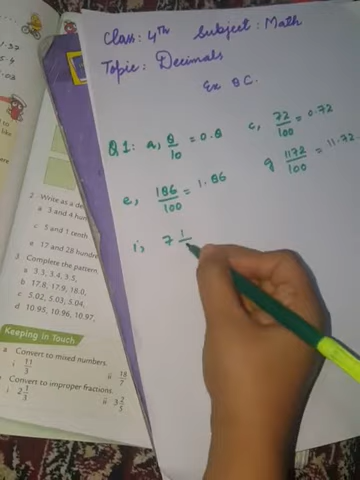 Class: 4th Subject: Math
Topic: Decimals
Ex 8C.
Q1: a, 8/10 = 0.8 c, 72/100 = 0.72
e, 186/100 = 1.86 g 1172/100 = 11.72
i, 7 1/
2 Write as a de
a 3 and 4 hun
c 5 and 1 tenth
e 17 and 28 hundre
3 Complete the pattern.
a 3.3, 3.4, 3.5,
b 17.8, 17.9, 18.0,
c 5.02, 5.03, 5.04,
d 10.95, 10.96, 10.97,
Keeping in Touch
a Convert to mixed numbers.
i 11/3 ii 18/7
Convert to improper fractions.
i 2 1/3 ii 3 2/5